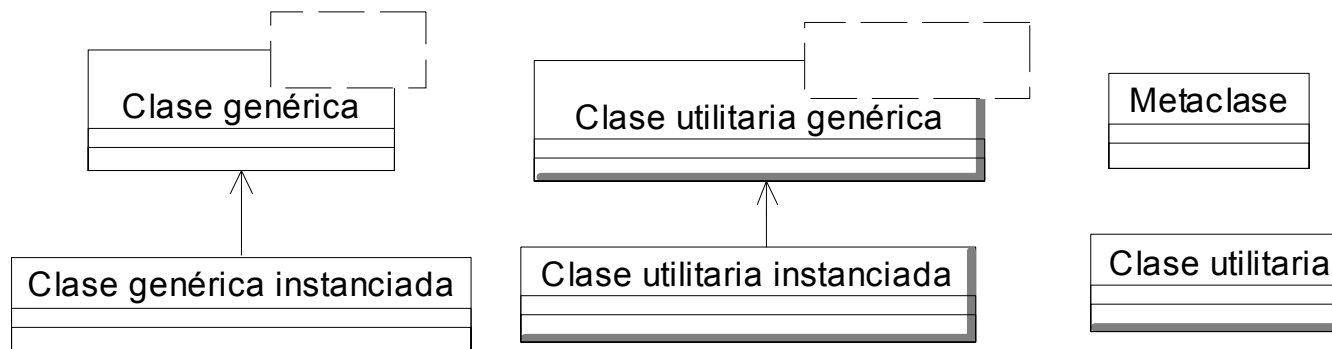 Clase genérica
Clase utilitaria genérica
Metaclase
Clase genérica instanciada
Clase utilitaria instanciada
Clase utilitaria